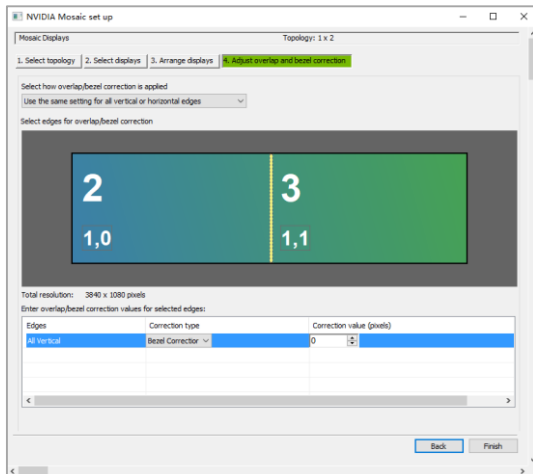 NVIDIA Mosaic set up
Mosaic Displays Topology: 1 x 2
1. Select topology 2. Select displays 3. Arrange displays 4. Adjust overlap and bezel correction
Select how overlap/bezel correction is applied
Use the same setting for all vertical or horizontal edges
Select edges for overlap/bezel correction
2 3
1,0 1,1
Total resolution: 3840 x 1080 pixels
Enter overlap/bezel correction values for selected edges:
Edges Correction type Correction value (pixels)
All Vertical Bezel Correction 0
Back Finish